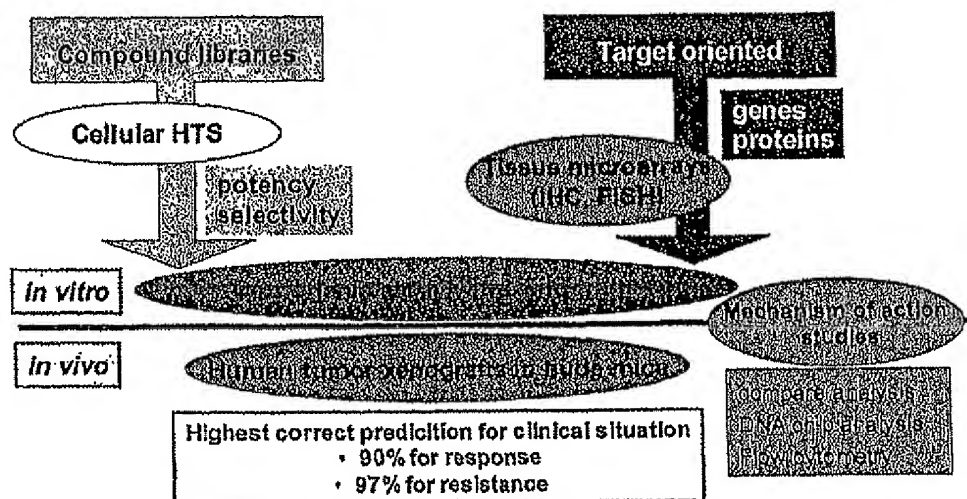 Compound libraries
Target oriented
Cellular HTS
genes
proteins
Tissue microarrays
(IHC, FISH)
potency
selectivity
In vitro
Mechanism of action
studies
In vivo
Human tumor xenografts in nude mice
compare analysis
DNA chip analysis
Flow cytometry
Highest correct predicition for clinical situation
• 90% for response
• 97% for resistance